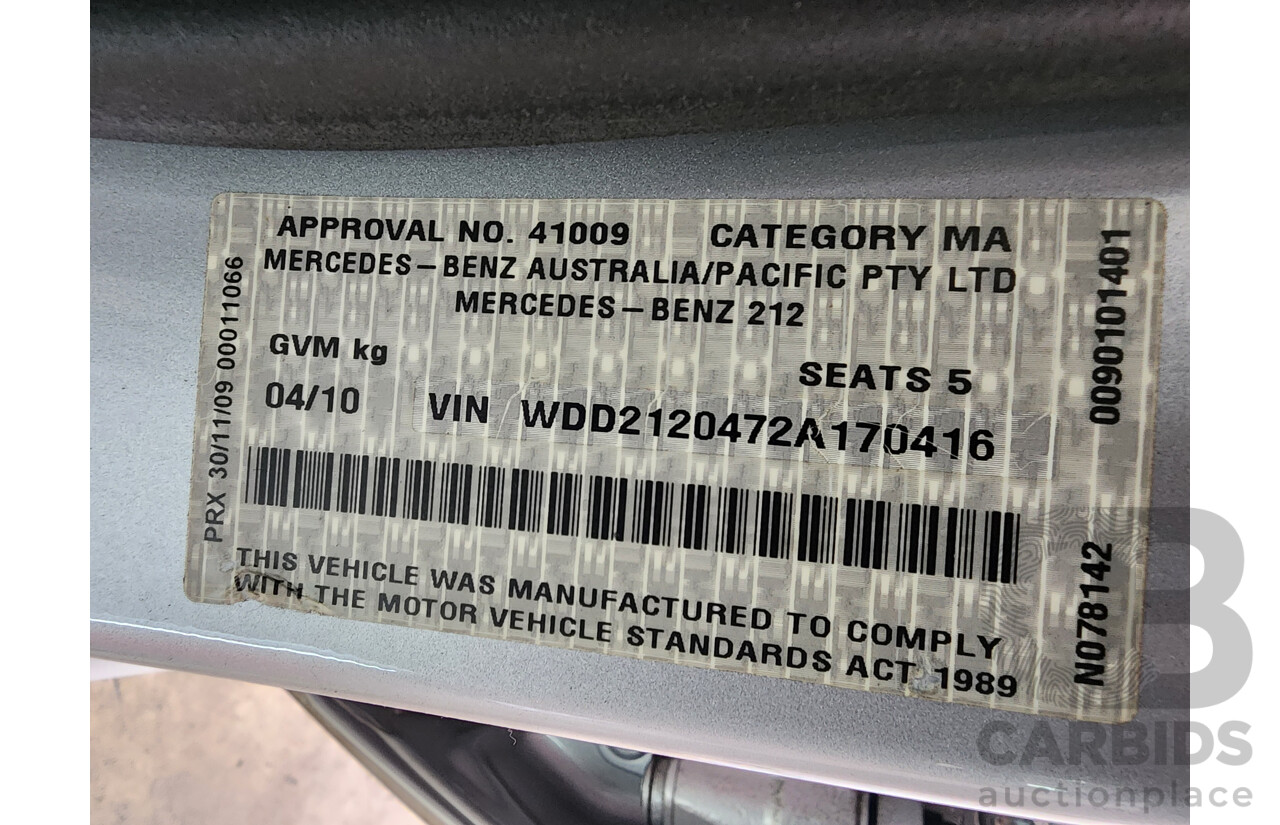 APPROVAL NO. 41009 CATEGORY MA
MERCEDES-BENZ AUSTRALIA/PACIFIC PTY LTD
MERCEDES-BENZ 212
GVM kg
SEATS 5
04/10 VIN WDD2120472A170416
THIS VEHICLE WAS MANUFACTURED TO COMPLY
WITH THE MOTOR VEHICLE STANDARDS ACT 1989
PRX 30/11/09 00011066
0090101401
N078142
B
CARBIDS
auctionplace